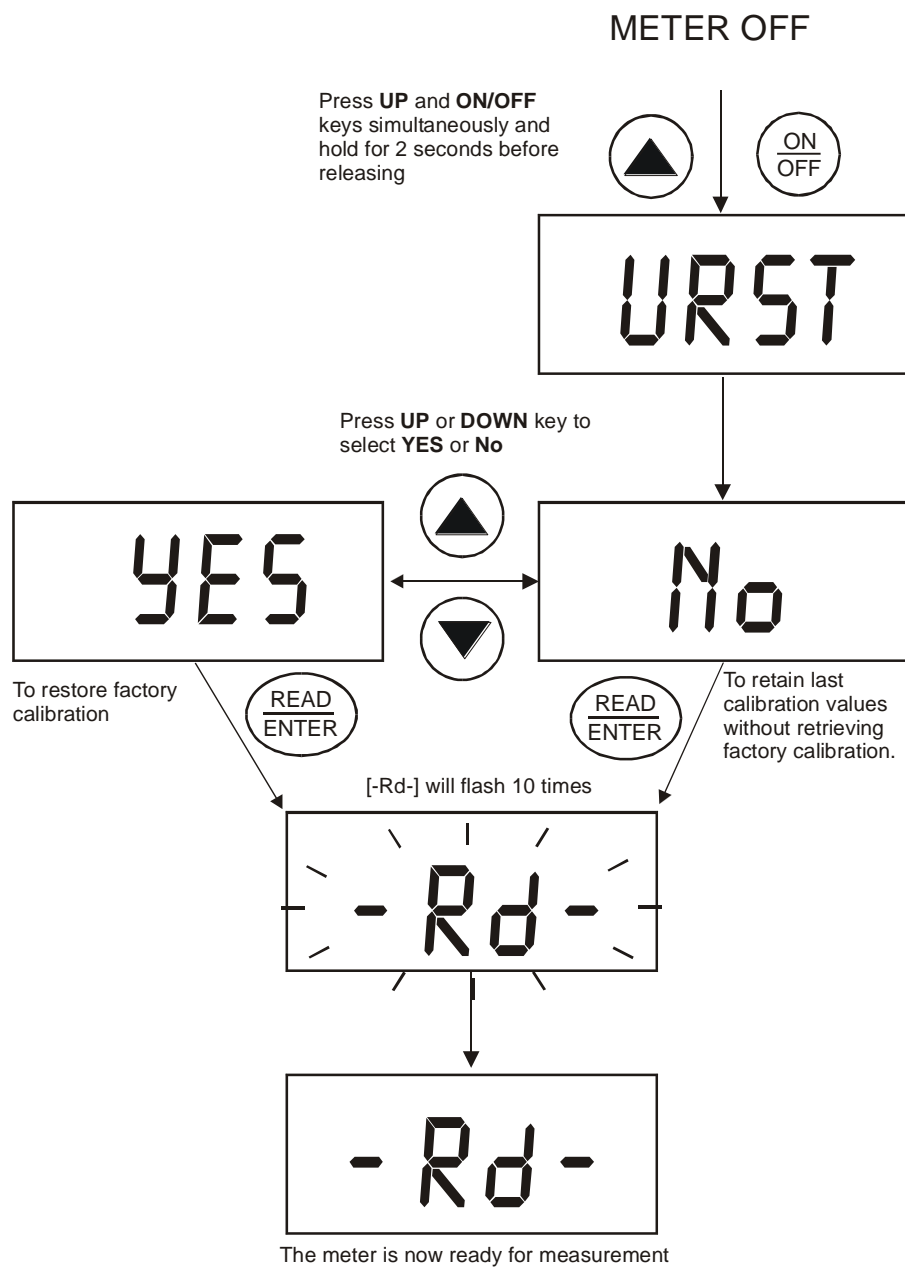 METER OFF
Press UP and ON/OFF
keys simultaneously and
hold for 2 seconds before
releasing
ON
OFF
URST
Press UP or DOWN key to
select YES or No
YES
No
To restore factory
calibration
READ
ENTER
READ
ENTER
To retain last
calibration values
without retrieving
factory calibration.
[-Rd-] will flash 10 times
-Rd-
-Rd-
The meter is now ready for measurement